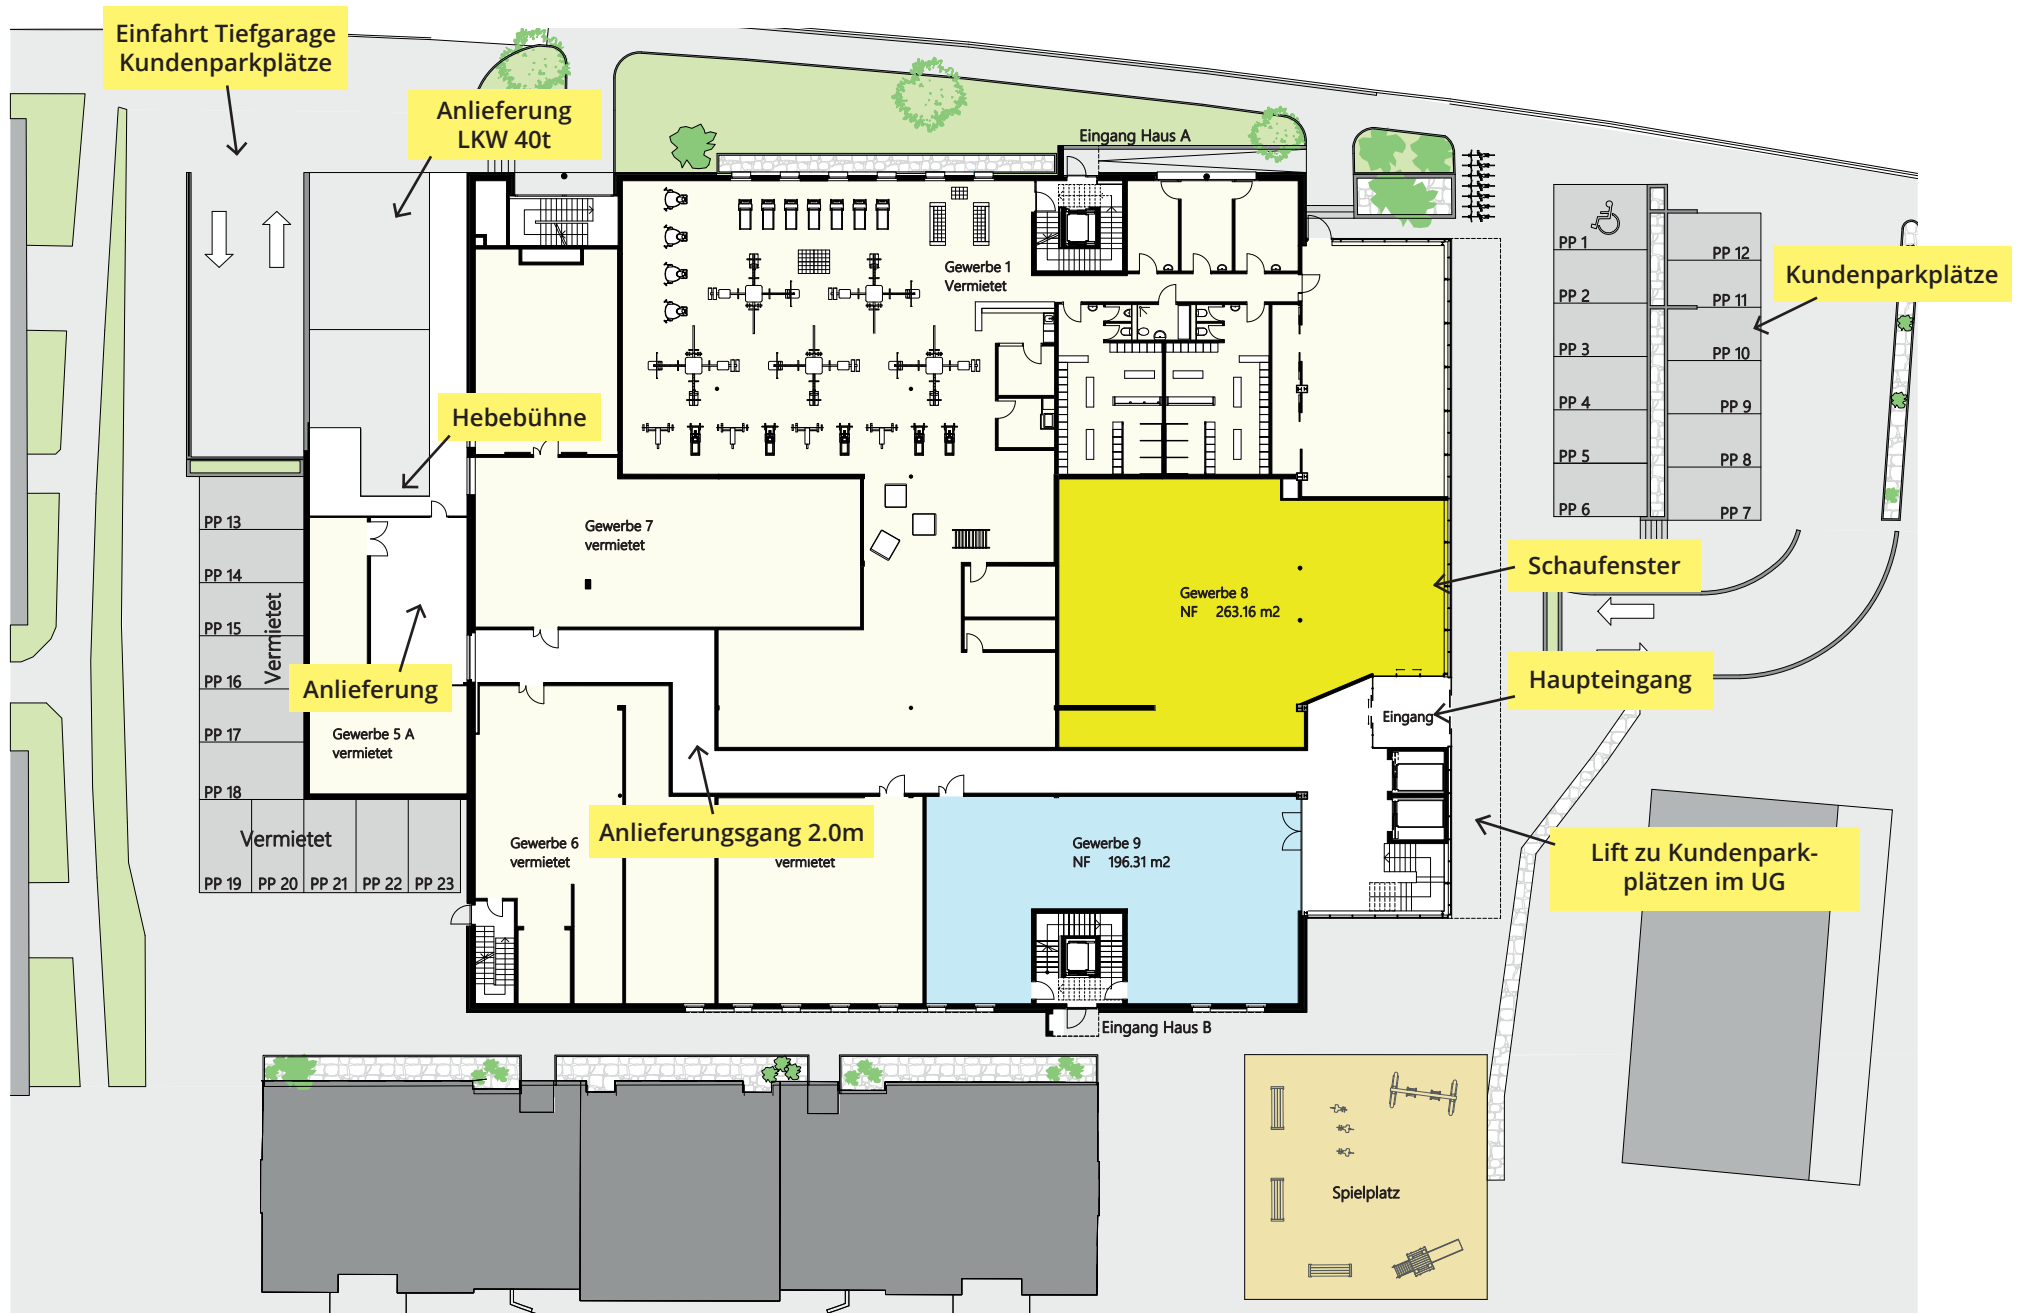 Einfahrt Tiefgarage
Kundenparkplätze
Anlieferung
LKW 40t
Eingang Haus A
Gewerbe 1
Vermietet
PP 1
PP 2
PP 3
PP 4
PP 5
PP 6
PP 12
PP 11
PP 10
PP 9
PP 8
PP 7
Kundenparkplätze
Hebebühne
Gewerbe 7
vermietet
PP 13
PP 14
PP 15
PP 16
PP 17
PP 18
Vermietet
Anlieferung
Gewerbe 5 A
vermietet
Gewerbe 8
NF 263.16 m2
Schaufenster
Haupteingang
Eingang
Anlieferungsgang 2.0m
Gewerbe 6
vermietet
vermietet
Gewerbe 9
NF 196.31 m2
Lift zu Kundenpark-
plätzen im UG
Vermietet
PP 19
PP 20
PP 21
PP 22
PP 23
Eingang Haus B
Spielplatz